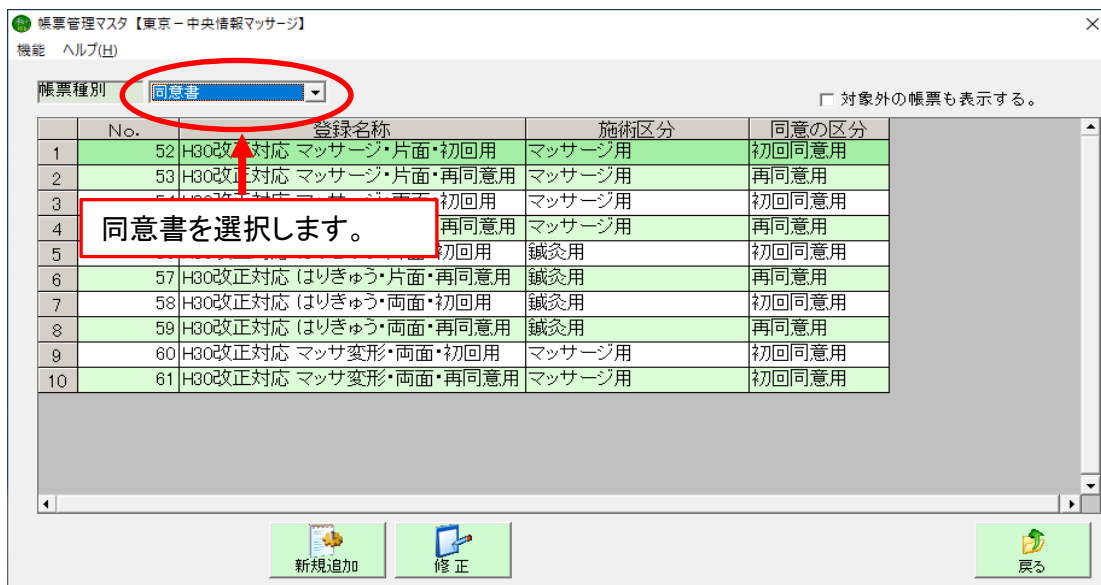 帳票管理マスタ【東京－中央情報マッサージ】
機能 ヘルプ(H)
帳票種別 同意書
対象外の帳票も表示する。
No. 登録名称 施術区分 同意の区分
1 52 H30改正対応 マッサージ・片面・初回用 マッサージ用 初回同意用
2 53 H30改正対応 マッサージ・片面・再同意用 マッサージ用 再同意用
3 初回用 マッサージ用 初回同意用
4 再同意用 マッサージ用 再同意用
同意書を選択します。
5 初回用 鍼灸用 初回同意用
6 57 H30改正対応 はりきゅう・片面・再同意用 鍼灸用 再同意用
7 58 H30改正対応 はりきゅう・両面・初回用 鍼灸用 初回同意用
8 59 H30改正対応 はりきゅう・両面・再同意用 鍼灸用 再同意用
9 60 H30改正対応 マッサ変形・両面・初回用 マッサージ用 初回同意用
10 61 H30改正対応 マッサ変形・両面・再同意用 マッサージ用 初回同意用
新規追加 修正 戻る